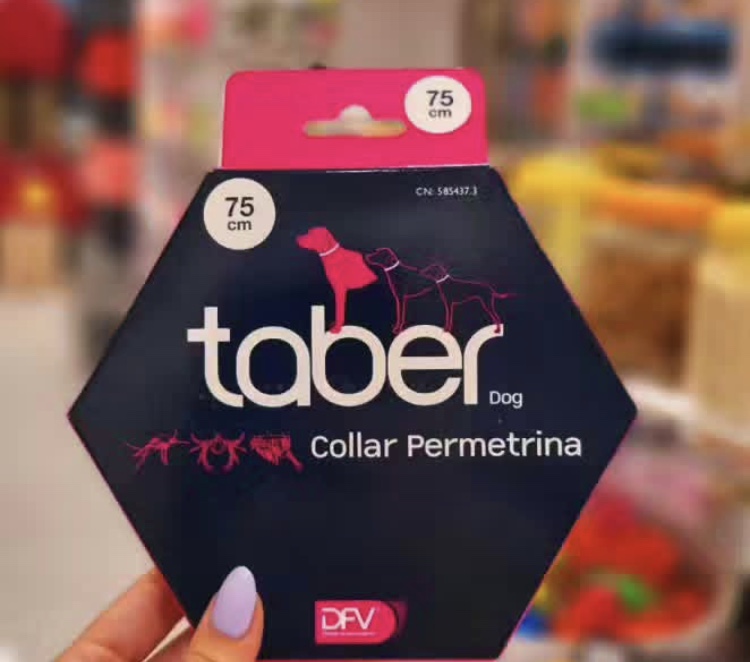 75
cm
75
cm
CN: 585437.3
taber
Dog
Collar Permetrina
DFV